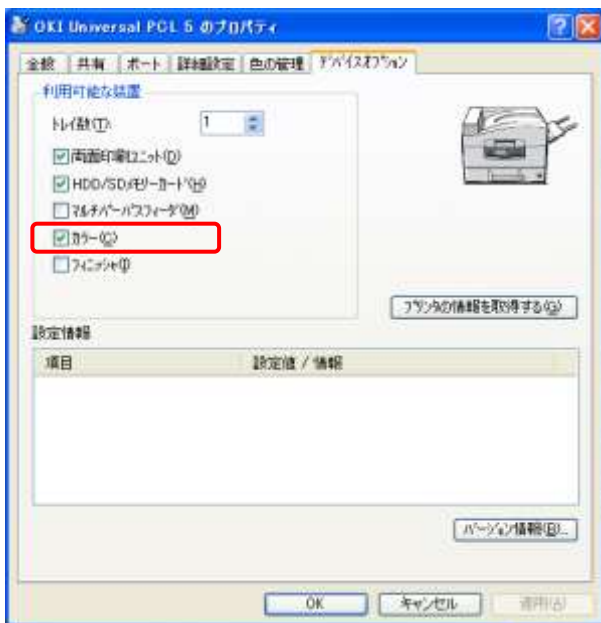 OKI Universal PCL 5 のプロパティ
全般 共有 ポート 詳細設定 色の管理 デバイスオプション
利用可能な装置
トレイ数(T): 1
両面印刷ユニット(D)
HDD/SDメモリーカード(H)
マルチパーパスフィーダ(M)
カラー(C)
フィニッシャ(I)
プリンタの情報を取得する(G)
設定情報
項目 設定値 / 情報
バージョン情報(B)...
OK キャンセル 適用(A)